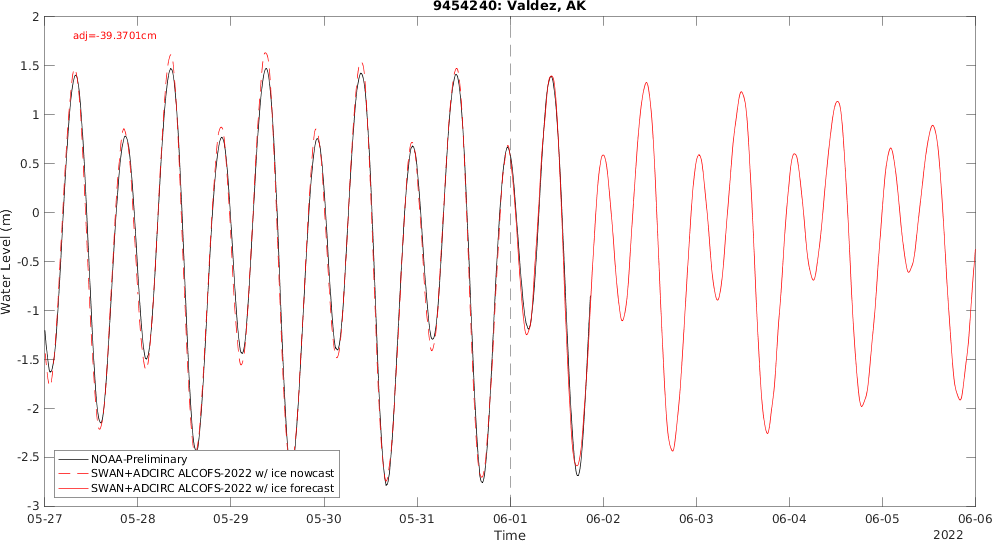 9454240: Valdez, AK
adj=-39.3701cm
2
1.5
1
0.5
0
-0.5
-1
-1.5
-2
-2.5
-3
Water Level (m)
NOAA-Preliminary
SWAN+ADCIRC ALCOFS-2022 w/ ice nowcast
SWAN+ADCIRC ALCOFS-2022 w/ ice forecast
05-27 05-28 05-29 05-30 05-31 06-01 06-02 06-03 06-04 06-05 06-06
Time
2022